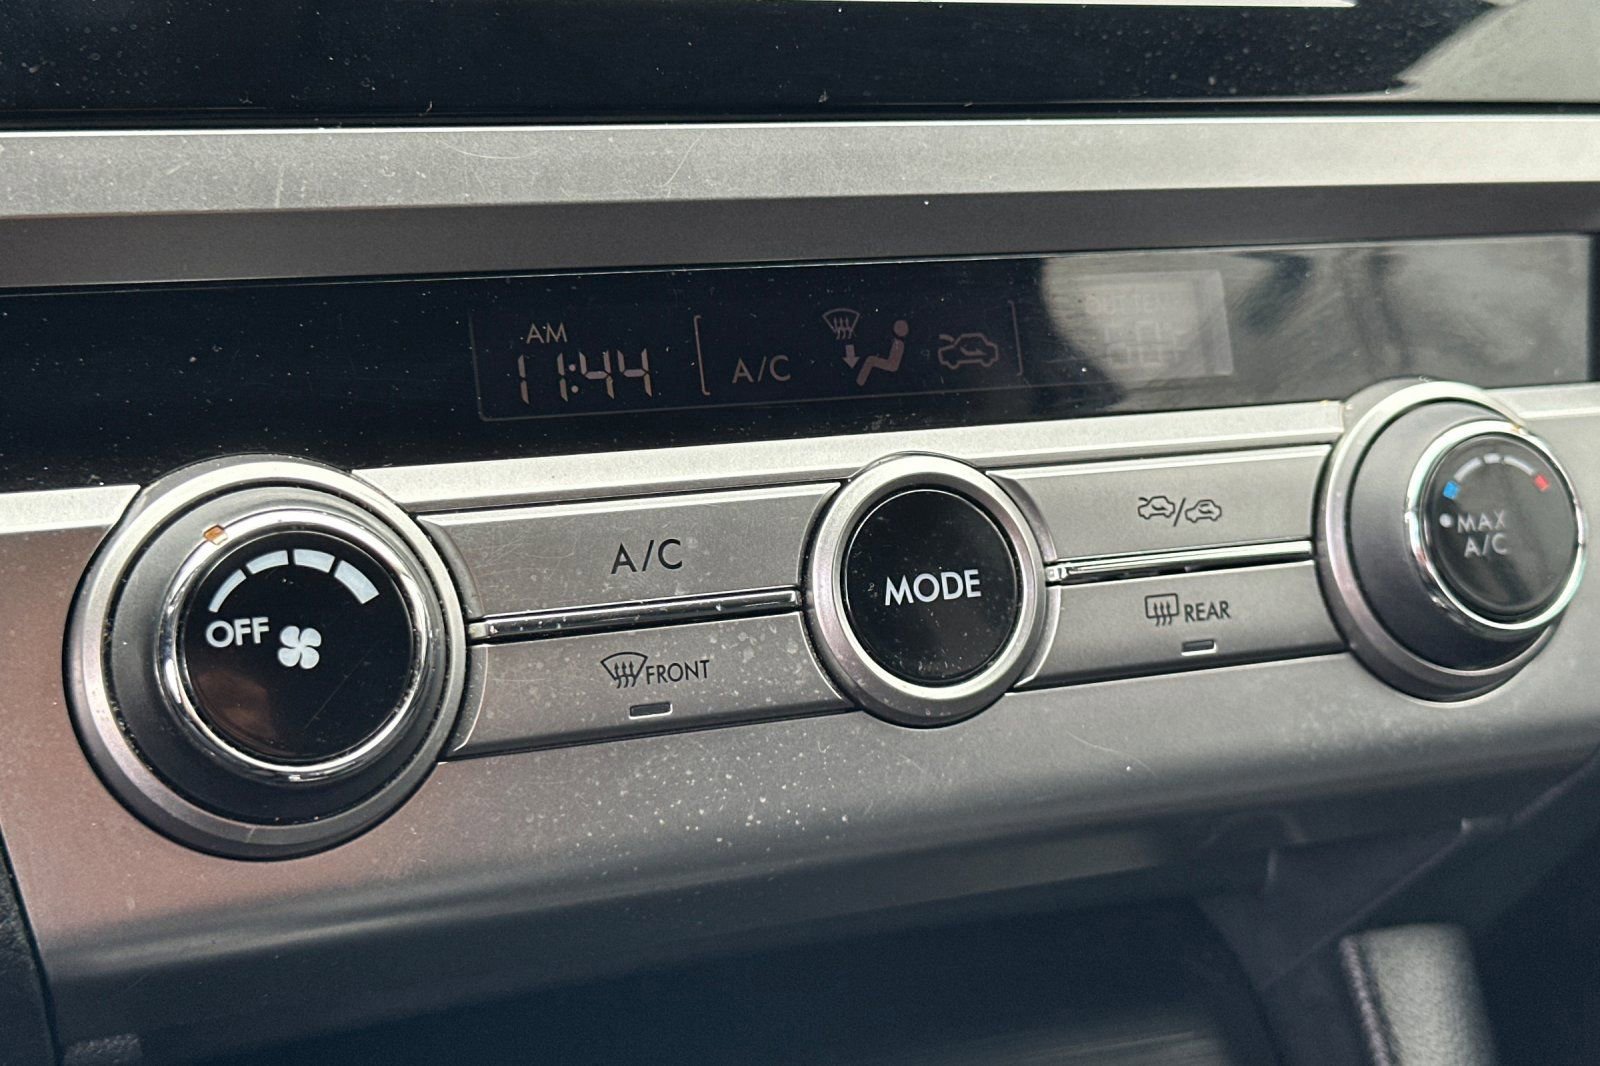 AM
11:44
A/C
A/C
MODE
MAX
A/C
OFF
FRONT
REAR